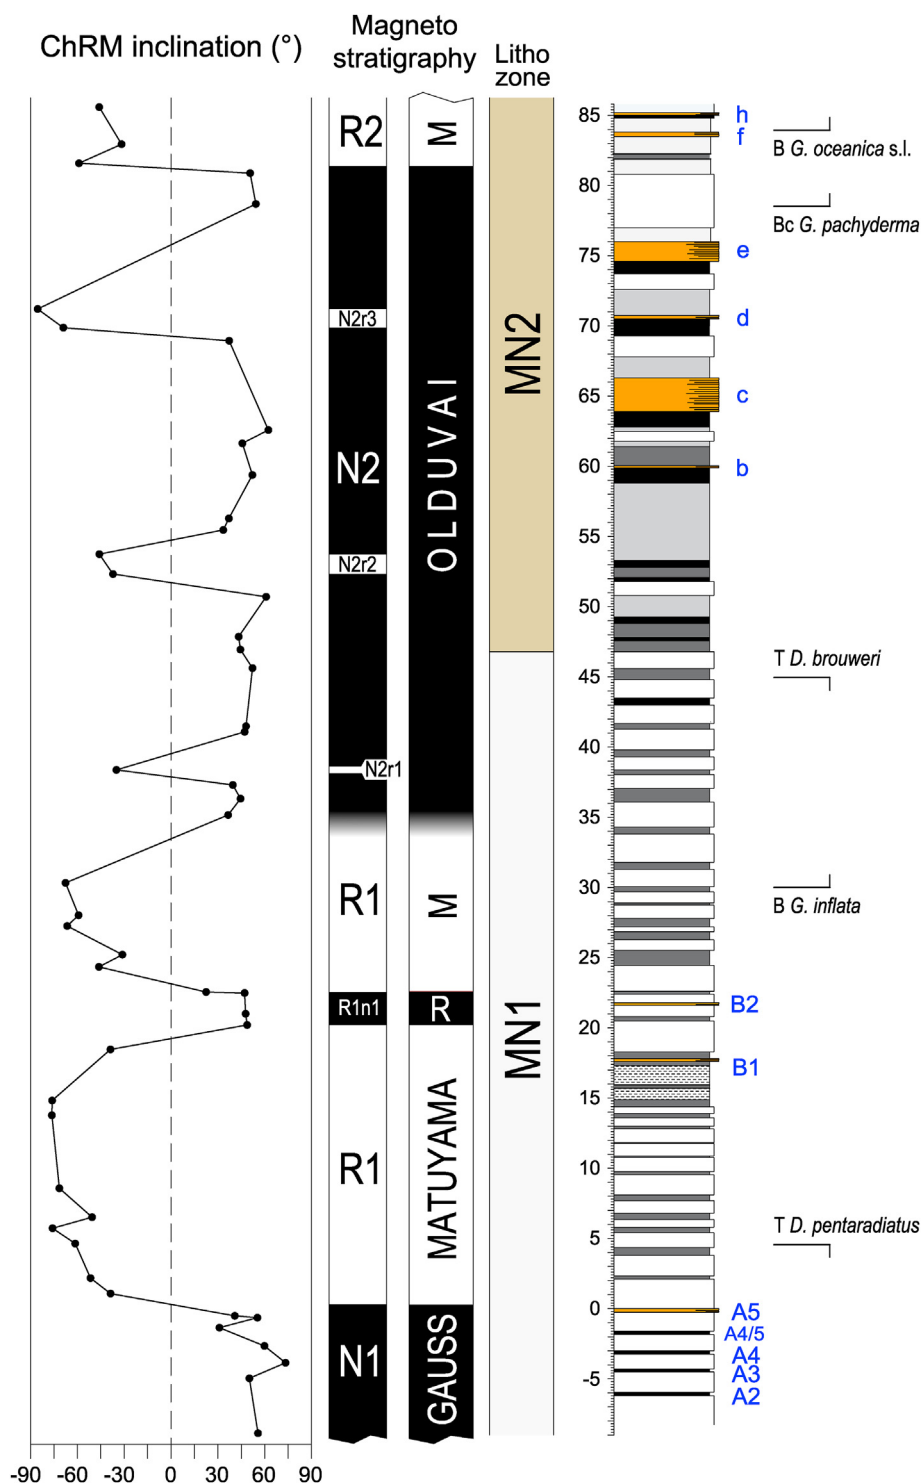 ChRM inclination (°)
Magneto
stratigraphy
Litho
zone
R2
M
N2r3
N2
OLDUVAI
N2r2
N2r1
R1
M
R1n1
R
R1
MATUYAMA
N1
GAUSS
MN2
MN1
85
80
75
70
65
60
55
50
45
40
35
30
25
20
15
10
5
0
-5
h
f
e
d
c
b
B2
B1
A5
A4/5
A4
A3
A2
B G. oceanica s.l.
Bc G. pachyderma
T D. brouweri
B G. inflata
T D. pentaradiatus
-90 -60 -30 0 30 60 90